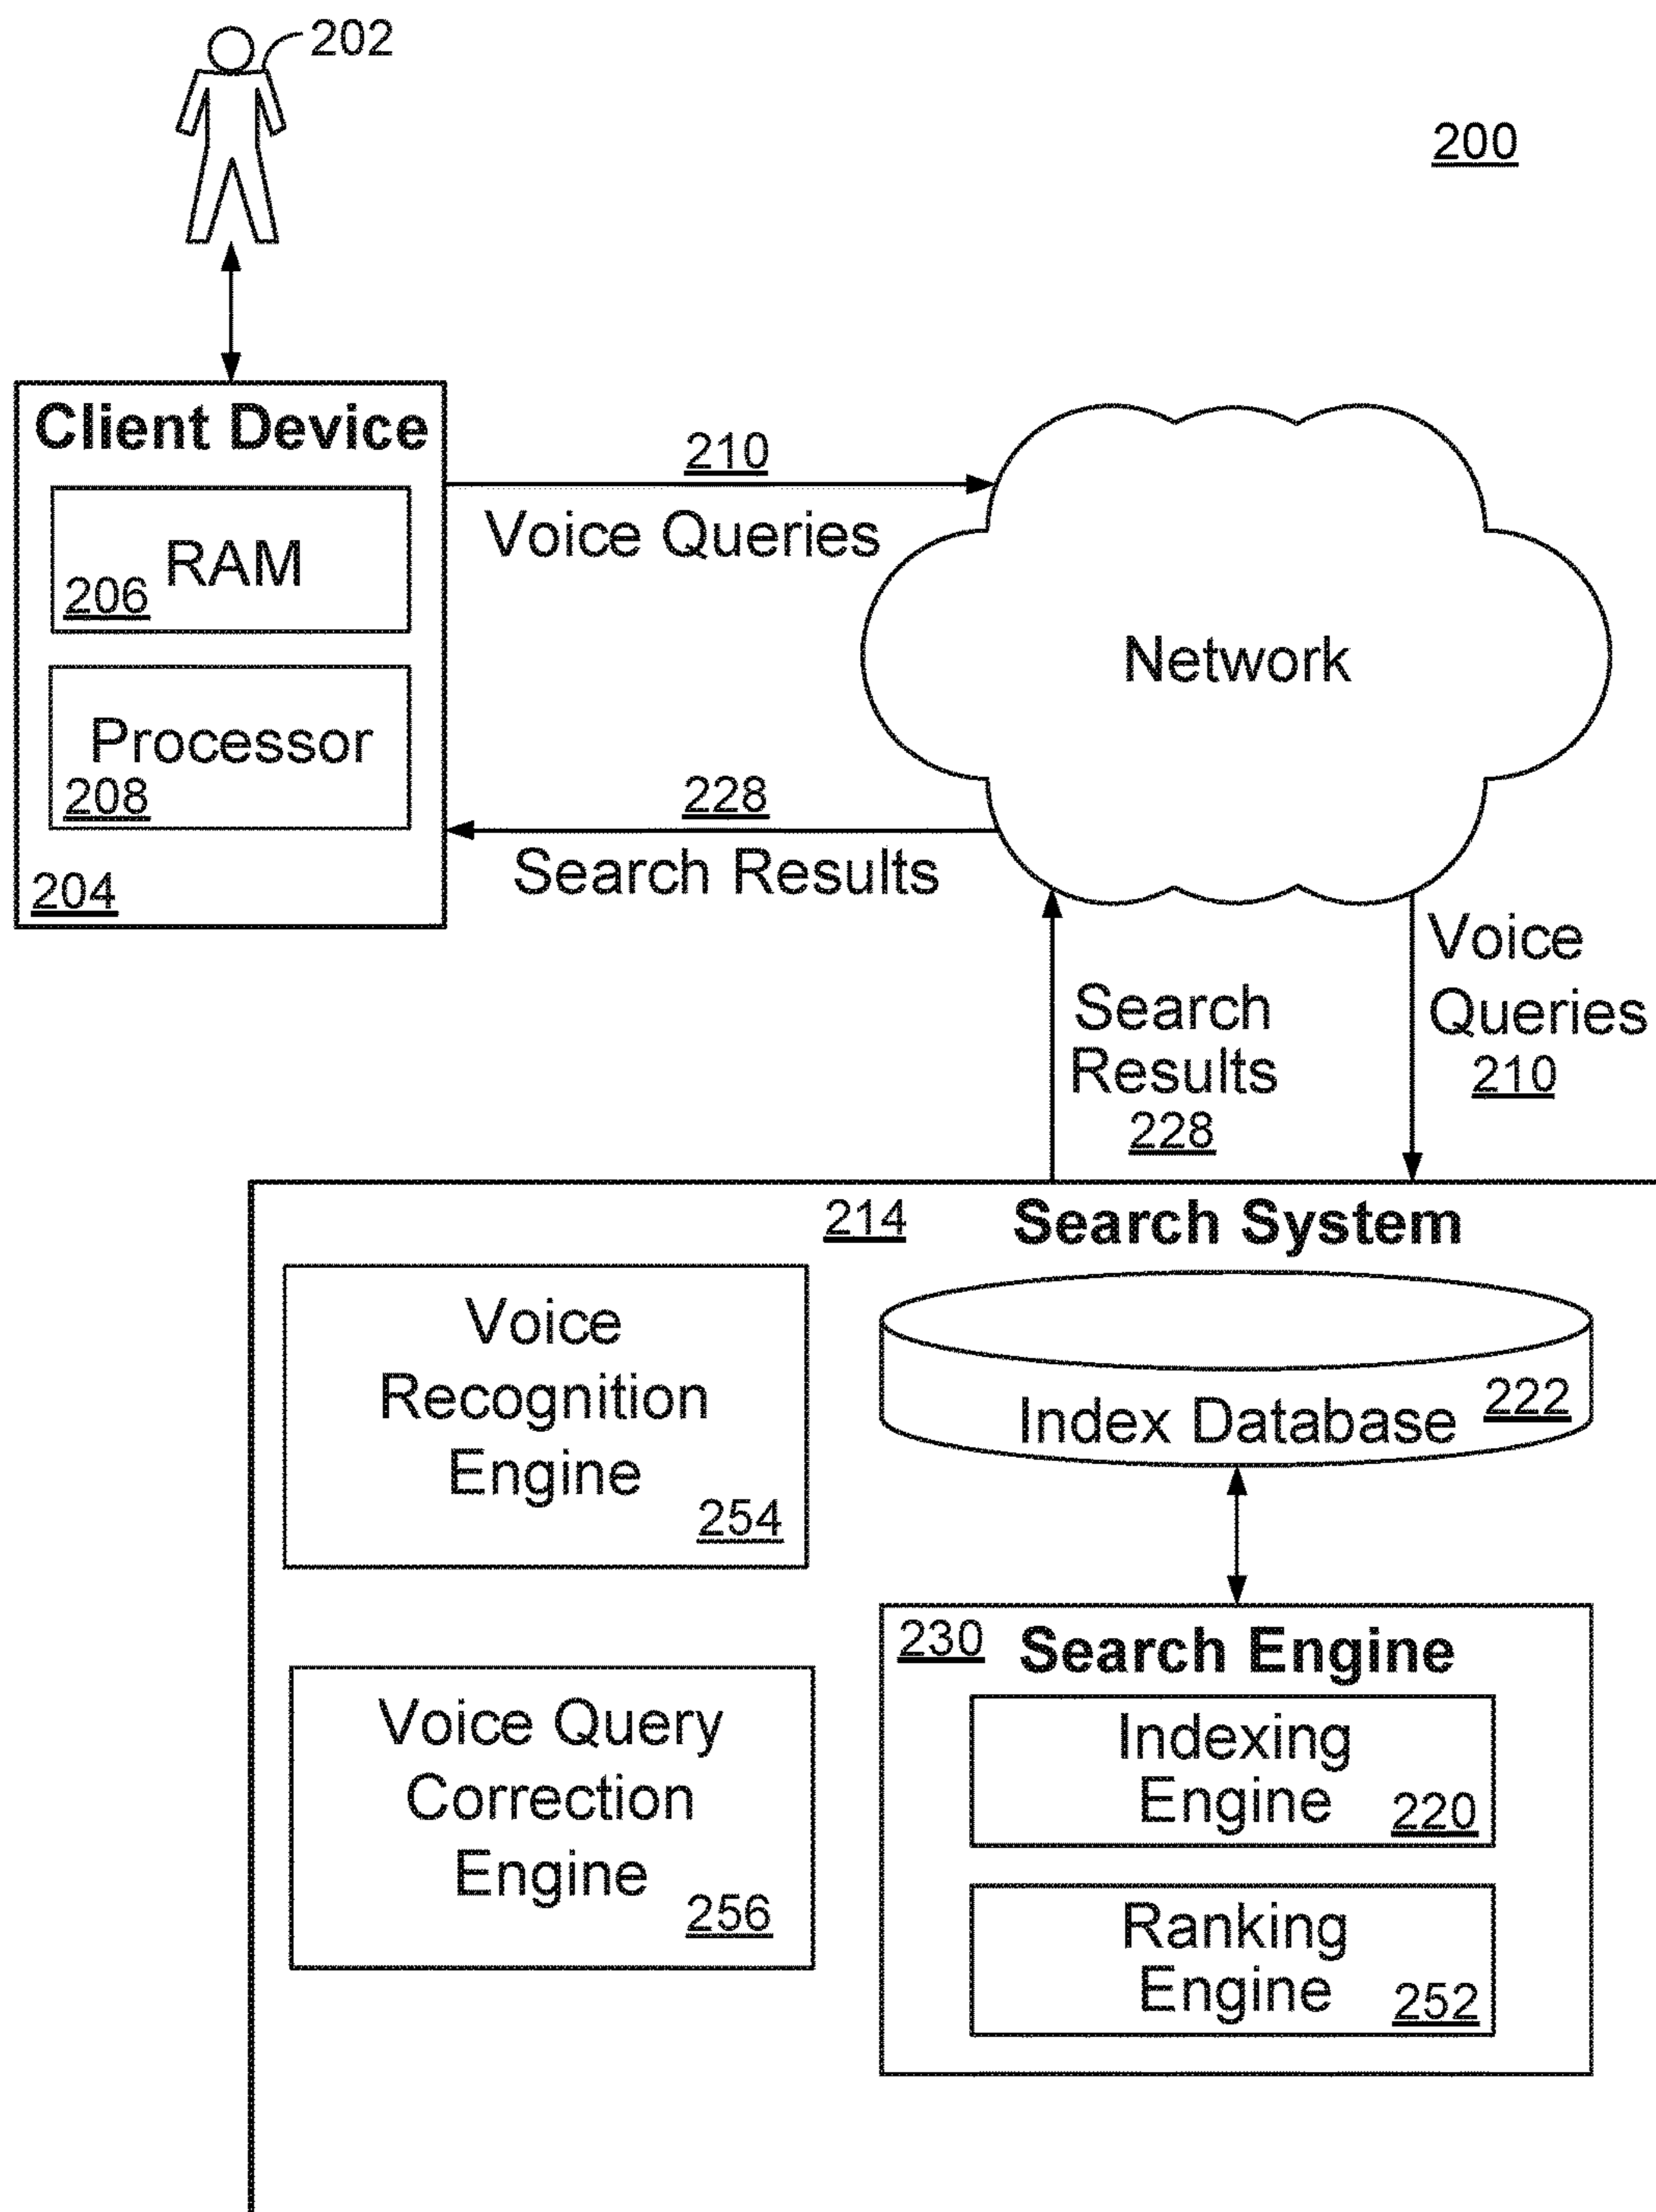 202
200
Client Device
RAM
206
Processor
208
204
210
Voice Queries
228
Search Results
Network
Search
Results
228
Voice
Queries
210
214
Search System
Voice
Recognition
Engine
254
Index Database
222
Voice Query
Correction
Engine
256
230
Search Engine
Indexing
Engine
220
Ranking
Engine
252